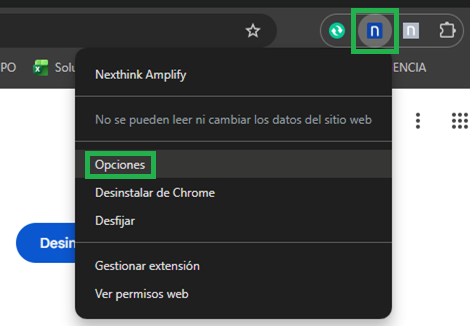 n n
PO Solu ENCIA
Nexthink Amplify
No se pueden leer ni cambiar los datos del sitio web
Opciones
Desinstalar de Chrome
Desfijar
Desin
Gestionar extensión
Ver permisos web